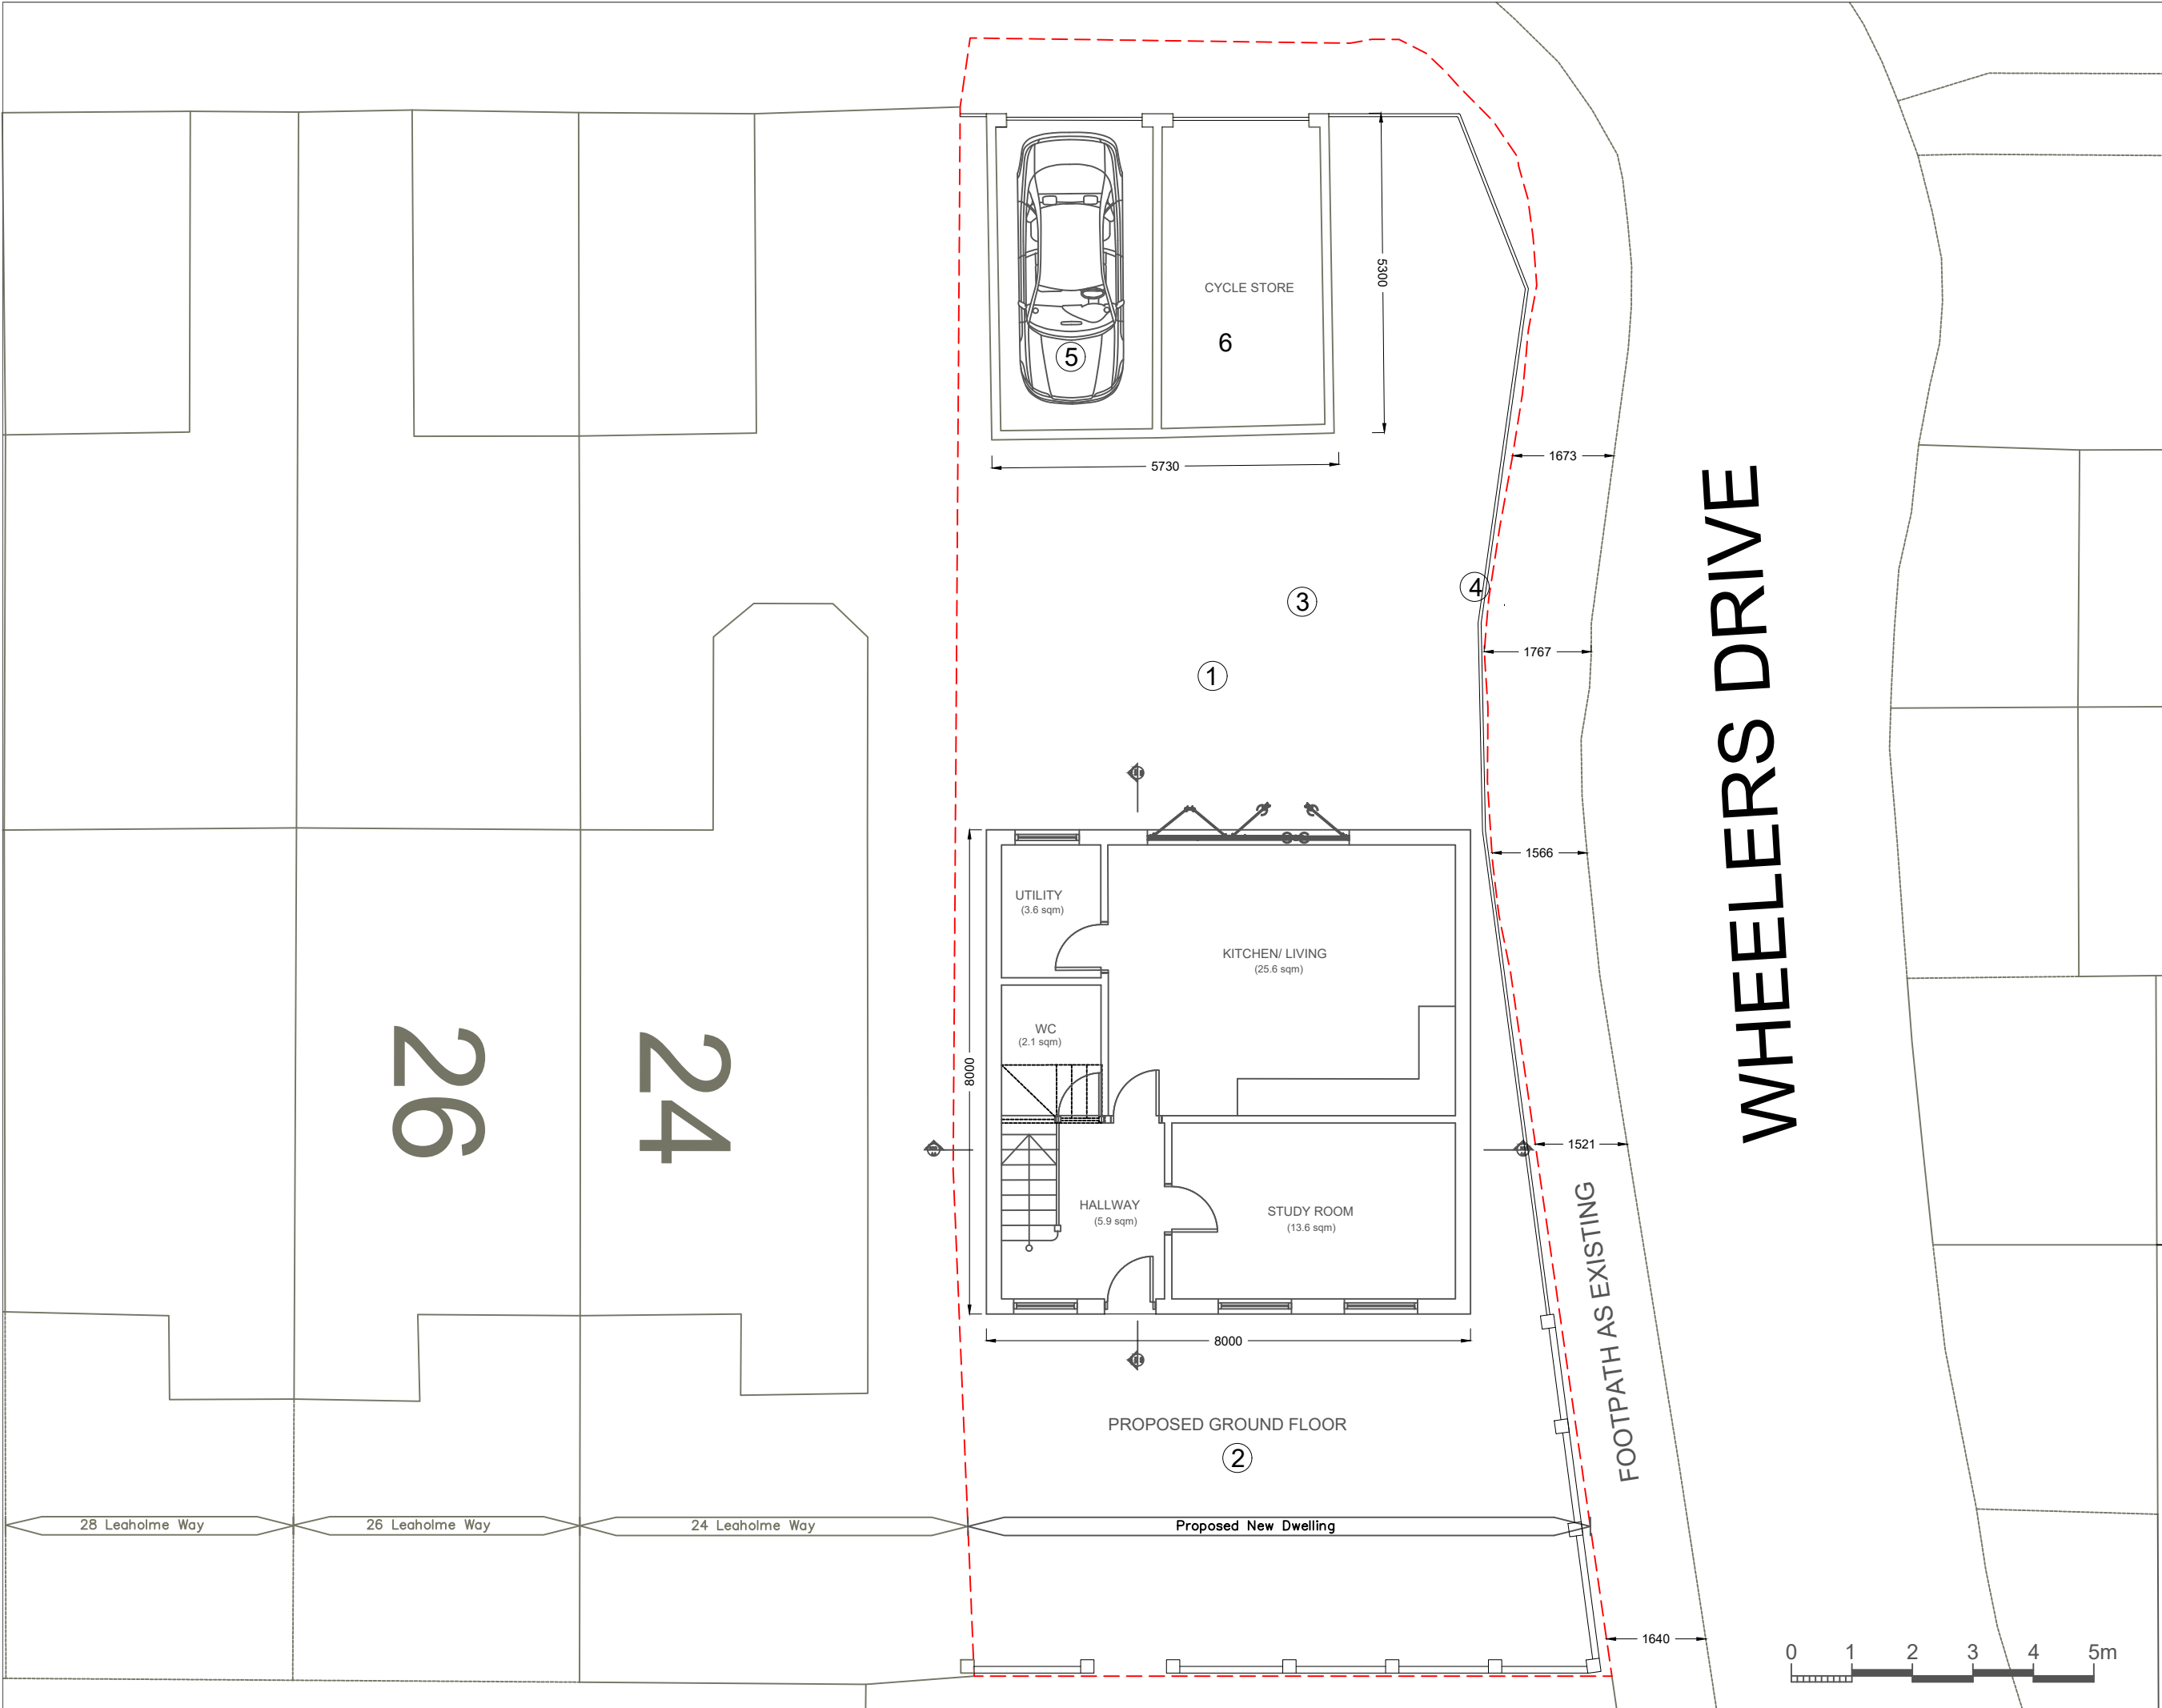 CYCLE STORE
5
6
5300
5730
1673
3
4
1
1767
1566
UTILITY
(3.6 sqm)
KITCHEN/ LIVING
(25.6 sqm)
WC
(2.1 sqm)
8000
HALLWAY
(5.9 sqm)
STUDY ROOM
(13.6 sqm)
8000
1521
26
24
WHEELERS DRIVE
FOOTPATH AS EXISTING
PROPOSED GROUND FLOOR
2
28 Leaholme Way
26 Leaholme Way
24 Leaholme Way
Proposed New Dwelling
1640
0 1 2 3 4 5m